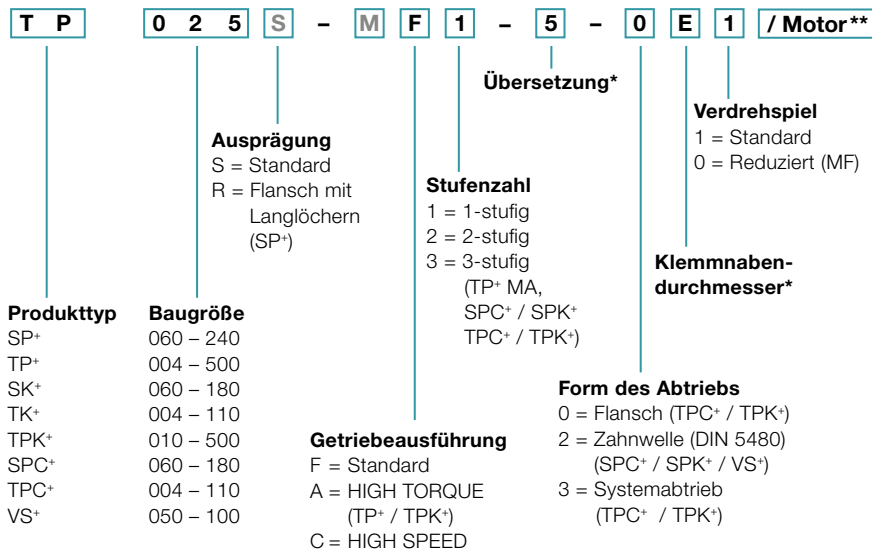 T P 0 2 5 S – M F 1 – 5 – 0 E 1 / Motor**
Übersetzung*
Verdrehspiel
1 = Standard
0 = Reduziert (MF)
Ausprägung
S = Standard
R = Flansch mit
Langlöchern
(SP+)
Stufenzahl
1 = 1-stufig
2 = 2-stufig
3 = 3-stufig
(TP+ MA,
SPC+ / SPK+
TPC+ / TPK+)
Klemmnaben-
durchmesser*
Produkttyp
SP+
TP+
SK+
TK+
TPK+
SPC+
TPC+
VS+
Baugröße
060 – 240
004 – 500
060 – 180
004 – 110
010 – 500
060 – 180
004 – 110
050 – 100
Getriebeausführung
F = Standard
A = HIGH TORQUE
(TP+ / TPK+)
C = HIGH SPEED
Form des Abtriebs
0 = Flansch (TPC+ / TPK+)
2 = Zahnwelle (DIN 5480)
(SPC+ / SPK+ / VS+)
3 = Systemabtrieb
(TPC+ / TPK+)